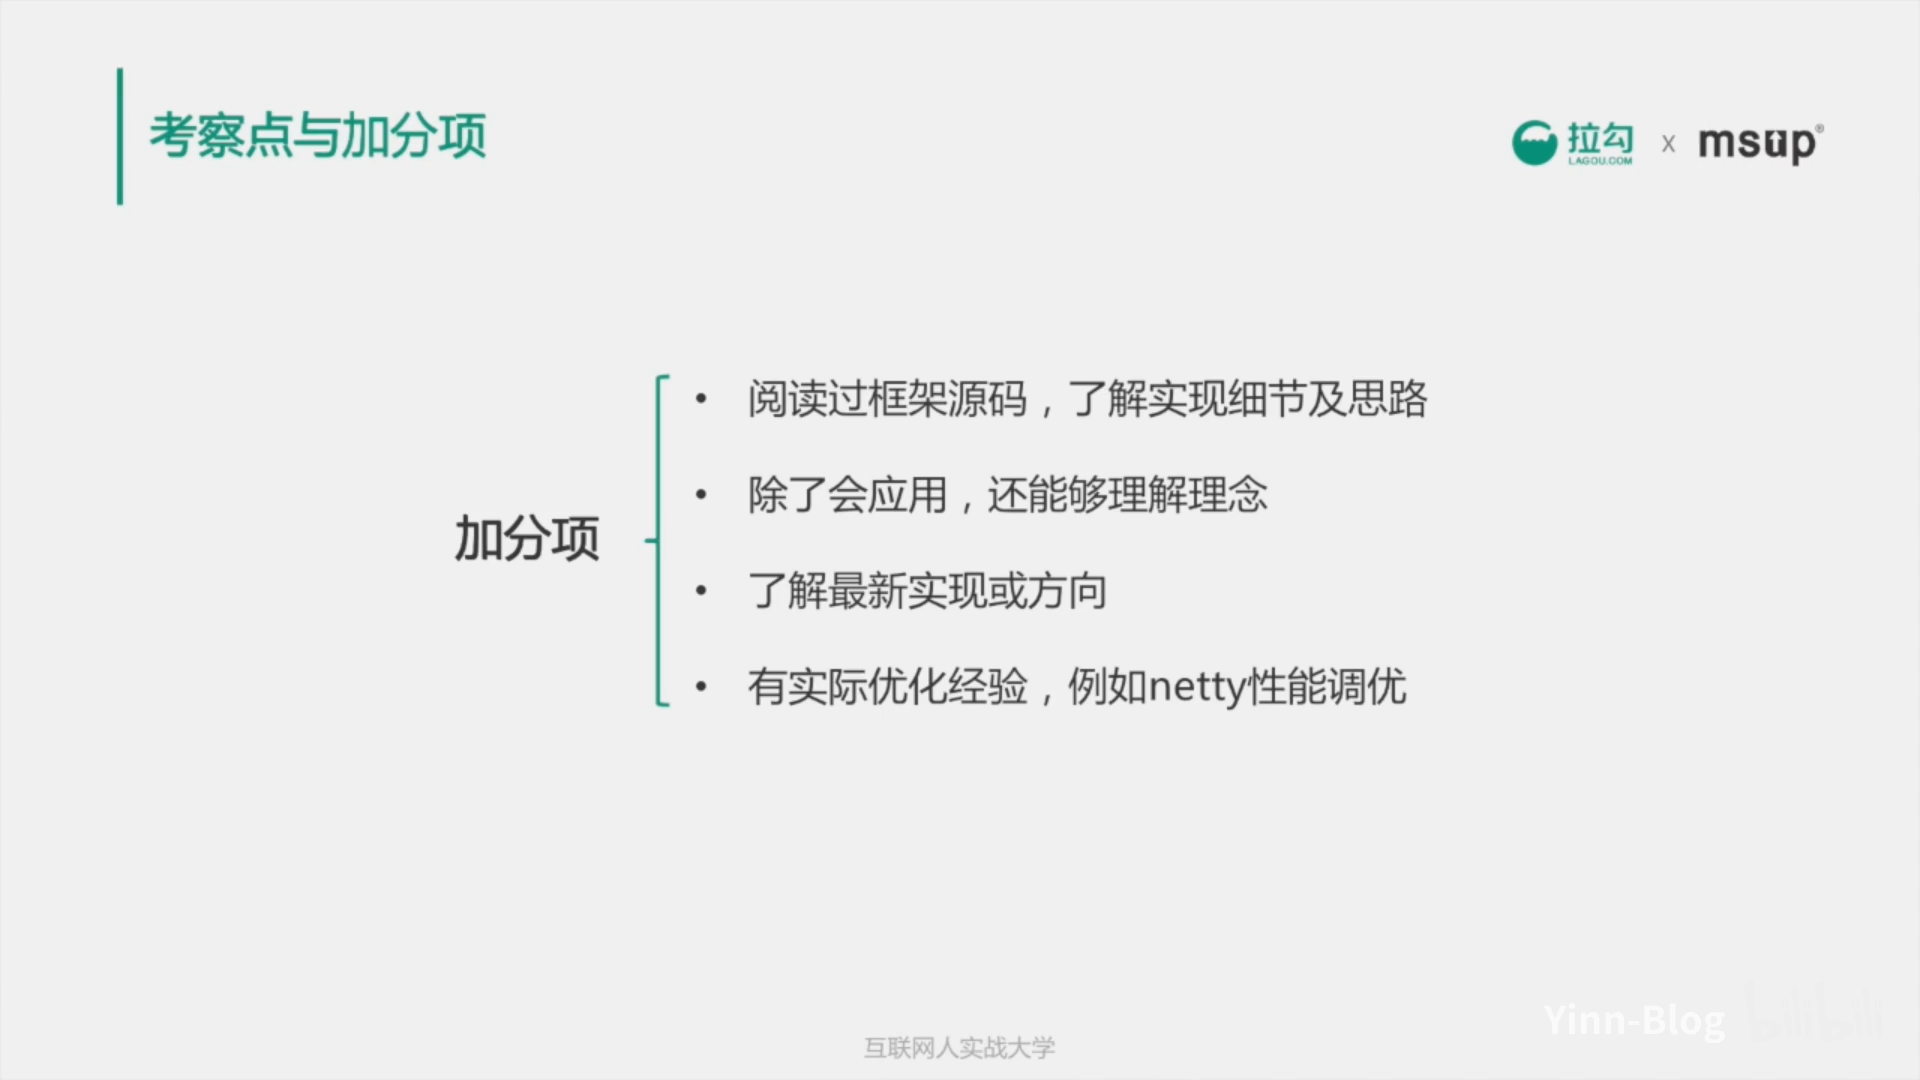 考察点与加分项
拉勾
LAGOU.COM
x
msup®
加分项
• 阅读过框架源码，了解实现细节及思路
• 除了会应用，还能够理解理念
• 了解最新实现或方向
• 有实际优化经验，例如netty性能调优
Yinn-Blog
bilibili
互联网人实战大学